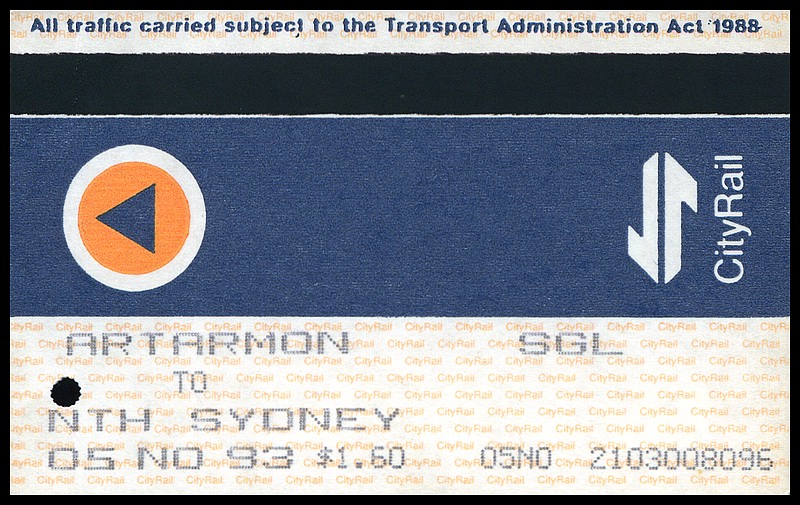 All traffic carried subject to the Transport Administration Act 1988
CityRail
ARTARMON SGL
TO
NTH SYDNEY
05 NO 93 $1.60 05NO 2103008096